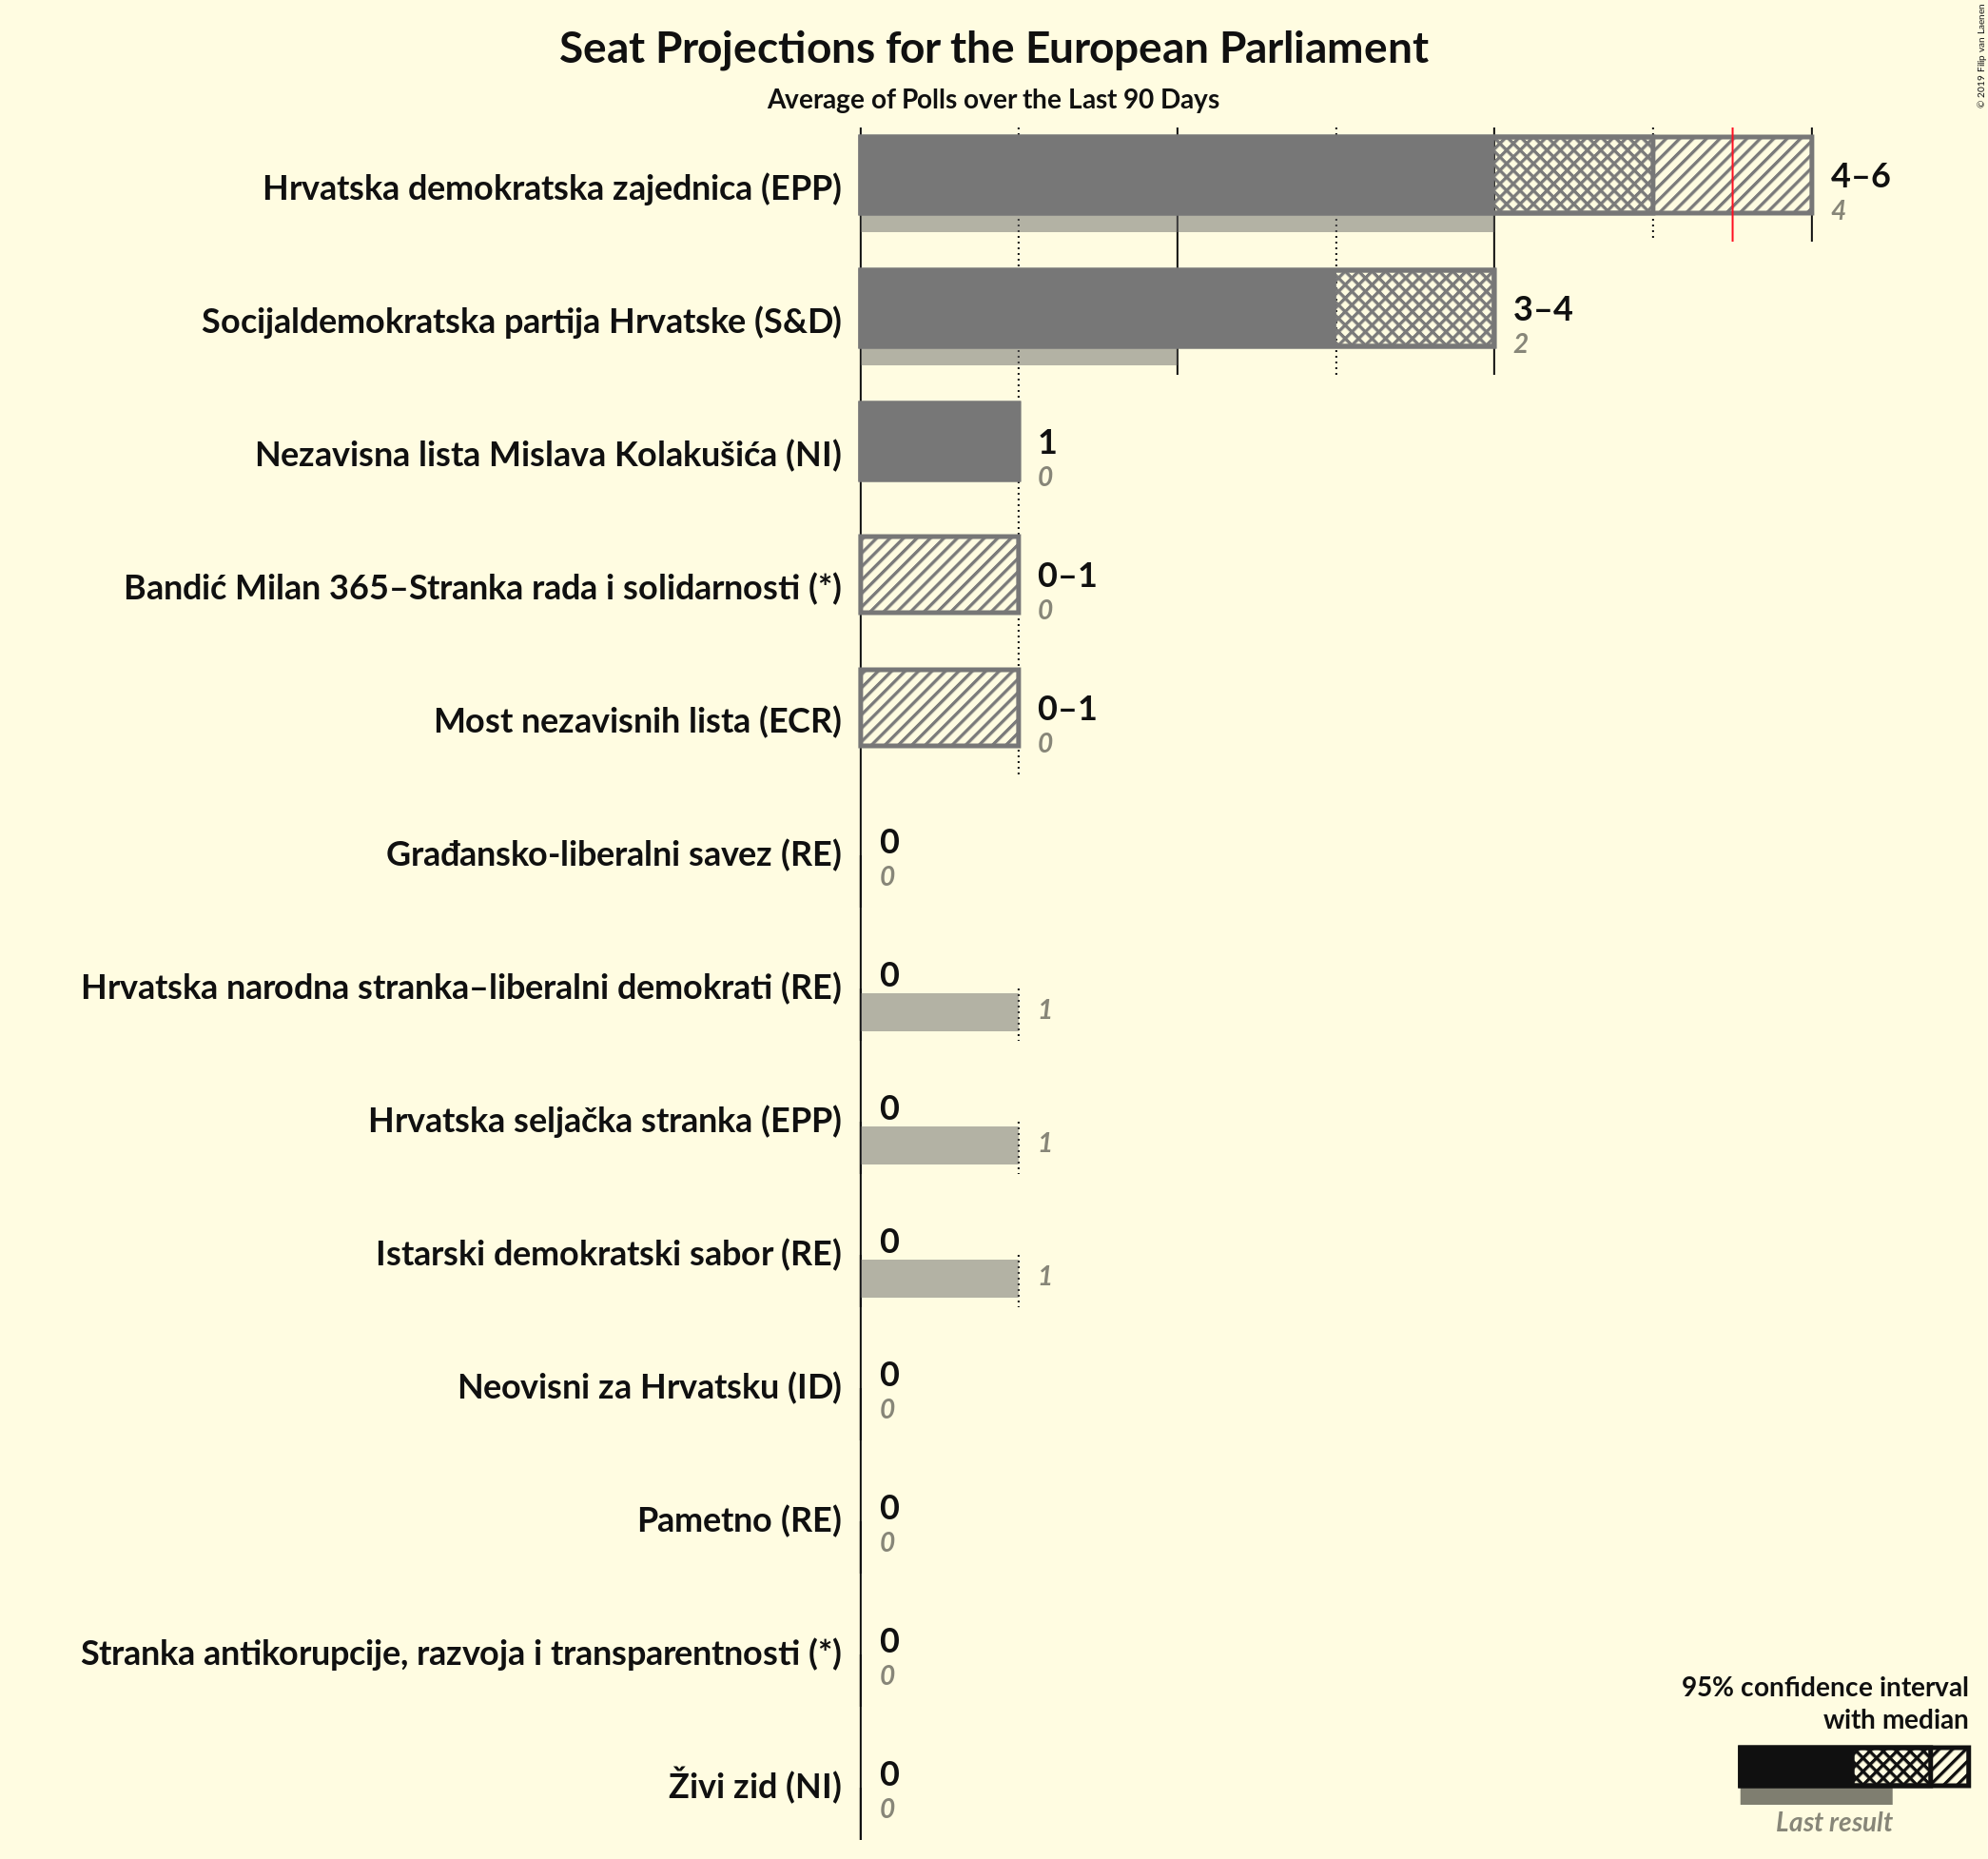 Seat Projections for the European Parliament
Average of Polls over the Last 90 Days
© 2019 Filip van Laenen
Hrvatska demokratska zajednica (EPP)
4–6
4
Socijaldemokratska partija Hrvatske (S&D)
3–4
2
Nezavisna lista Mislava Kolakušića (NI)
1
0
Bandić Milan 365–Stranka rada i solidarnosti (*)
0–1
0
Most nezavisnih lista (ECR)
0–1
0
Građansko-liberalni savez (RE)
0
0
Hrvatska narodna stranka–liberalni demokrati (RE)
0
1
Hrvatska seljačka stranka (EPP)
0
1
Istarski demokratski sabor (RE)
0
1
Neovisni za Hrvatsku (ID)
0
0
Pametno (RE)
0
0
Stranka antikorupcije, razvoja i transparentnosti (*)
0
0
Živi zid (NI)
0
0
95% confidence interval
with median
Last result